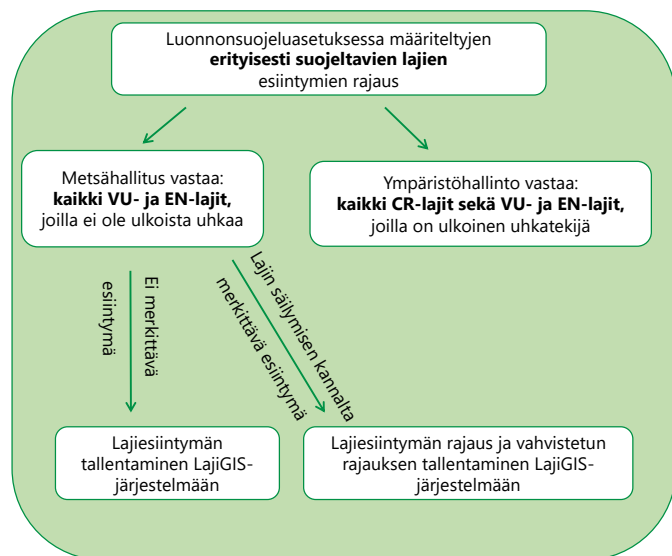 Luonnonsuojeluasetuksessa määriteltyjen
erityisesti suojeltavien lajien
esiintymien rajaus
Metsähallitus vastaa:
kaikki VU- ja EN-lajit,
joilla ei ole ulkoista uhkaa
Ympäristöhallinto vastaa:
kaikki CR-lajit sekä VU- ja EN-lajit,
joilla on ulkoinen uhkatekijä
Ei merkittävä
esiintymä
Lajin säilymisen kannalta
merkittävä esiintymä
Lajiesiintymän
tallentaminen LajiGIS-
järjestelmään
Lajiesiintymän rajaus ja vahvistetun
rajauksen tallentaminen LajiGIS-
järjestelmään